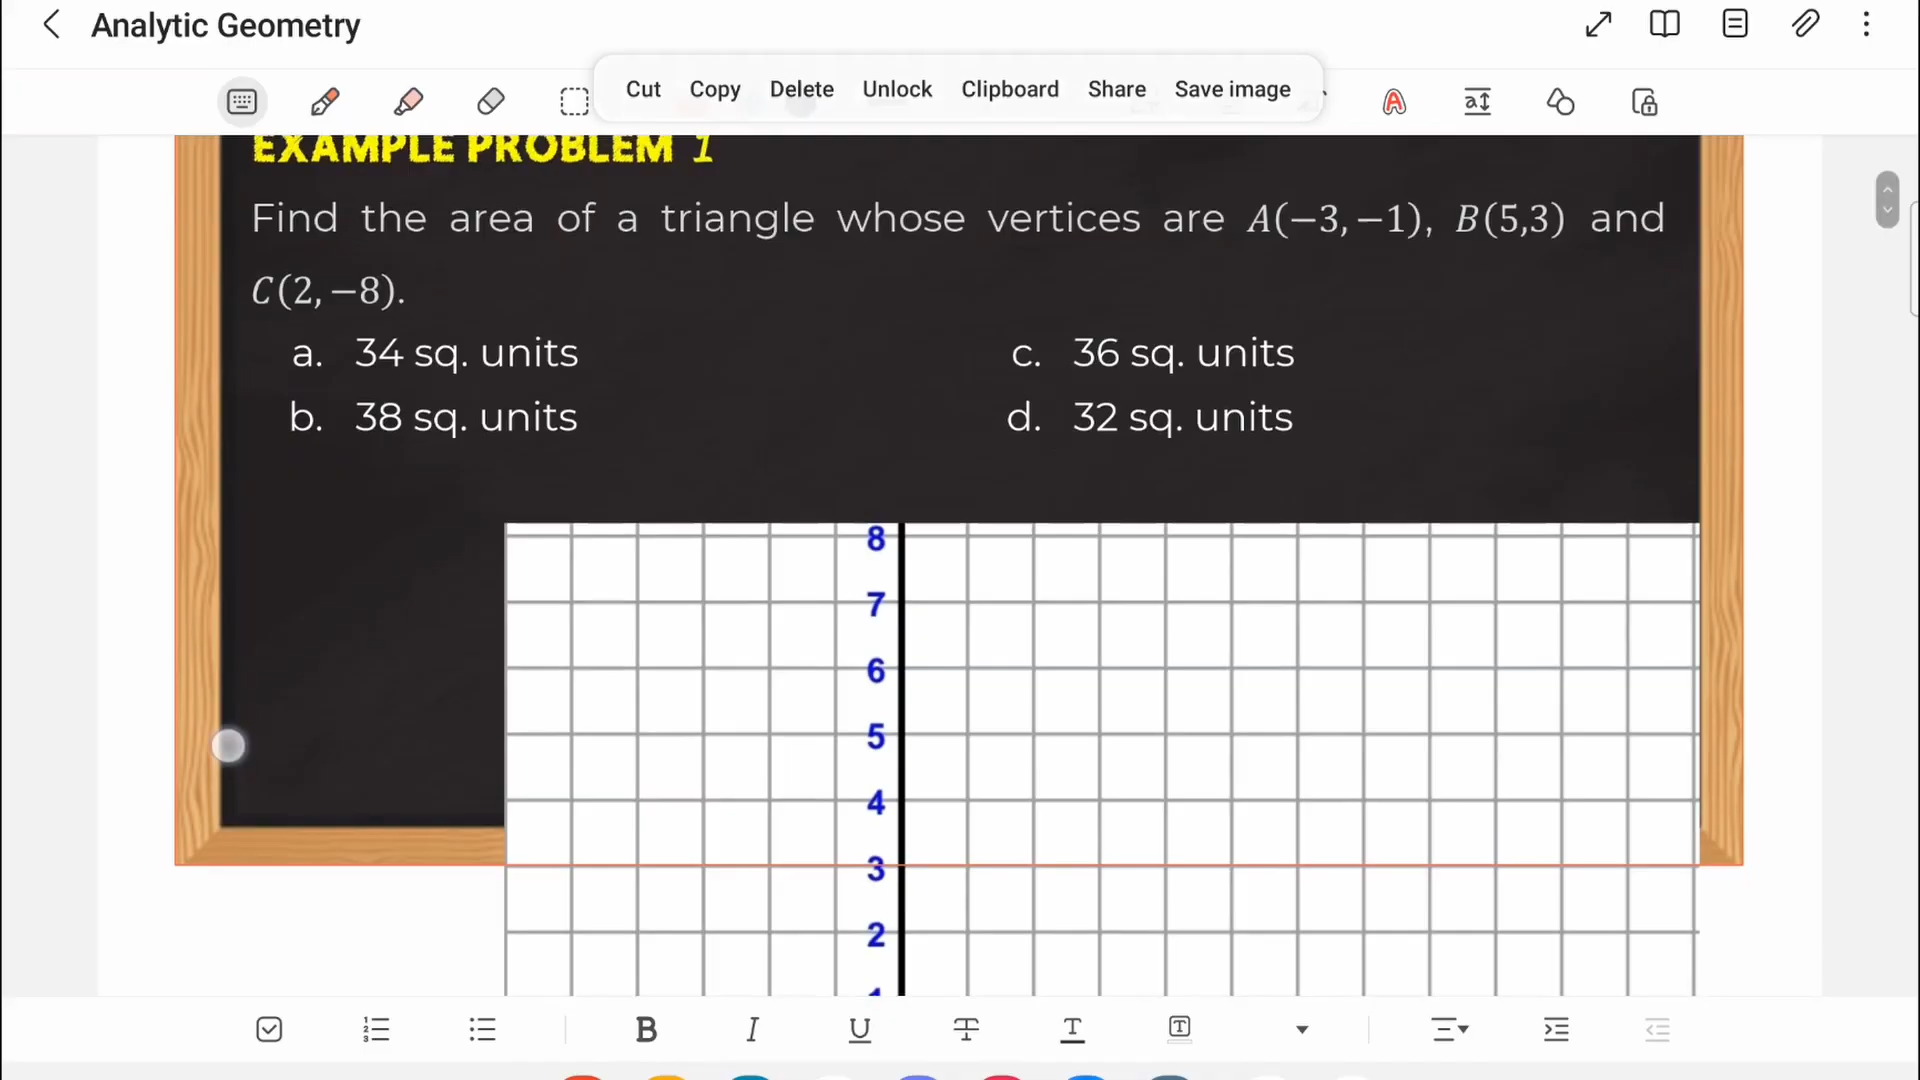 Analytic Geometry
Cut Copy Delete Unlock Clipboard Share Save image
EXAMPLE PROBLEM 1
Find the area of a triangle whose vertices are A(−3,−1), B(5,3) and
C(2,−8).
a. 34 sq. units
c. 36 sq. units
b. 38 sq. units
d. 32 sq. units
8
7
6
5
4
3
2
1